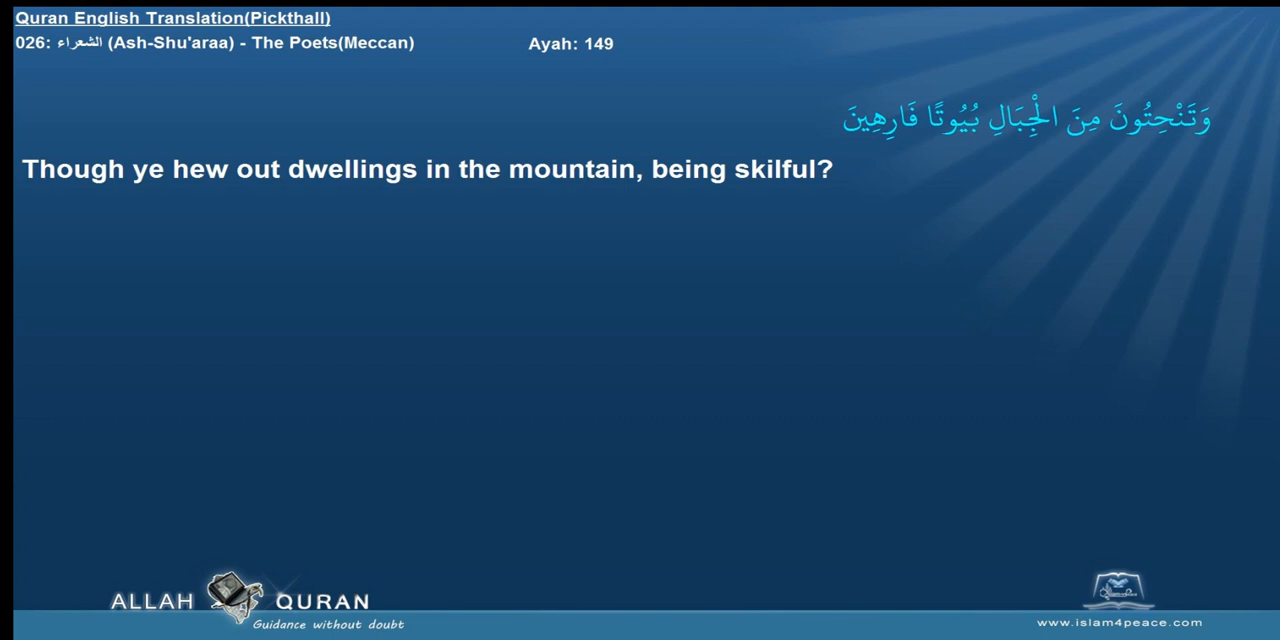 Quran English Translation(Pickthall)
026: الشعراء (Ash-Shu'araa) - The Poets(Meccan) Ayah: 149
وَتَنْحِتُونَ مِنَ الْجِبَالِ بُيُوتًا فَارِهِينَ
Though ye hew out dwellings in the mountain, being skilful?
ALLAH QURAN
Guidance without doubt
www.islam4peace.com